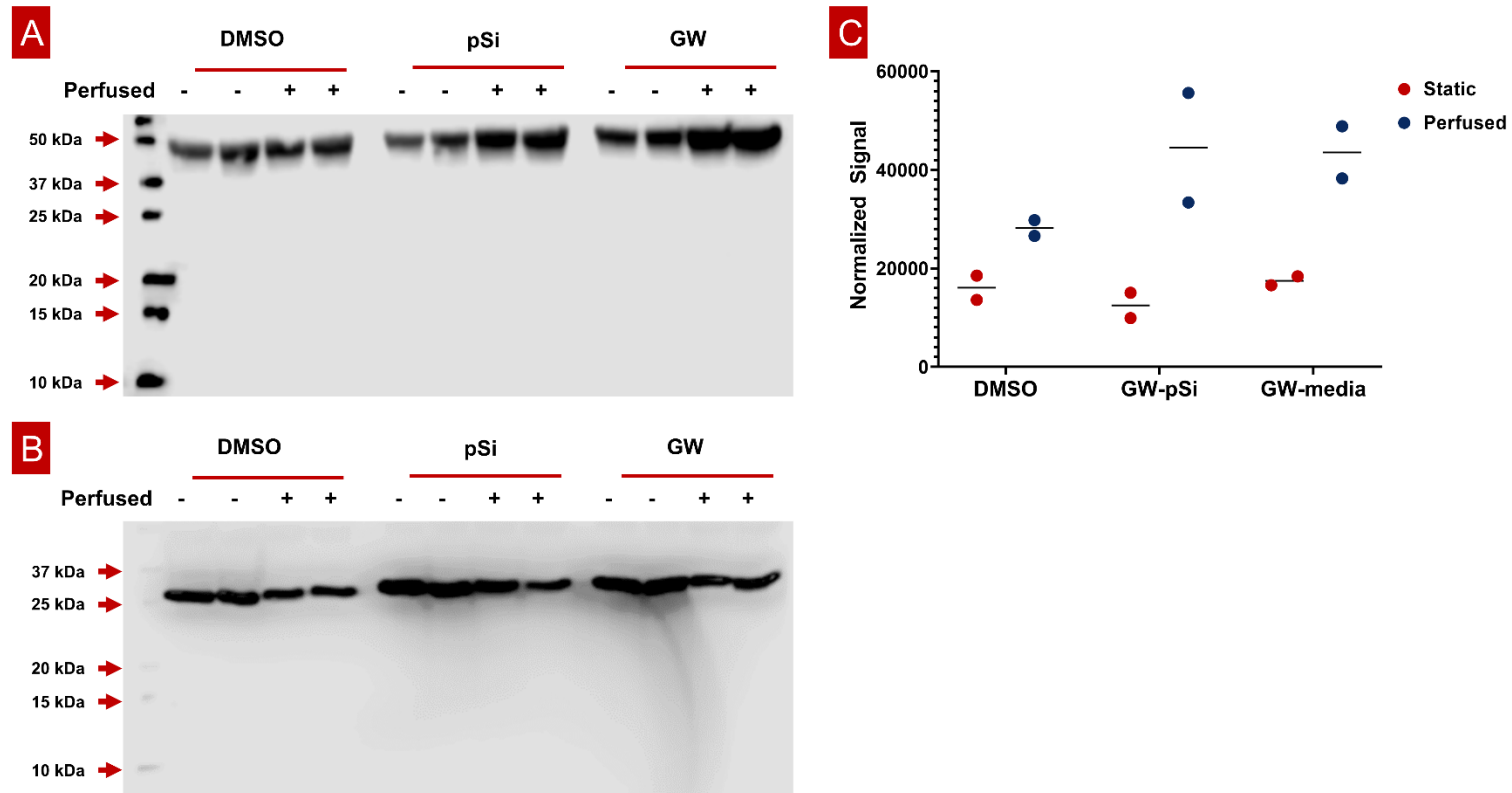 A
DMSO pSi GW
Perfused - - + + - - + + - - + +
50 kDa
37 kDa
25 kDa
20 kDa
15 kDa
10 kDa
B
DMSO pSi GW
Perfused - - + + - - + + - - + +
37 kDa
25 kDa
20 kDa
15 kDa
10 kDa
C
Normalized Signal
60000
40000
20000
0
DMSO GW-pSi GW-media
Static
Perfused